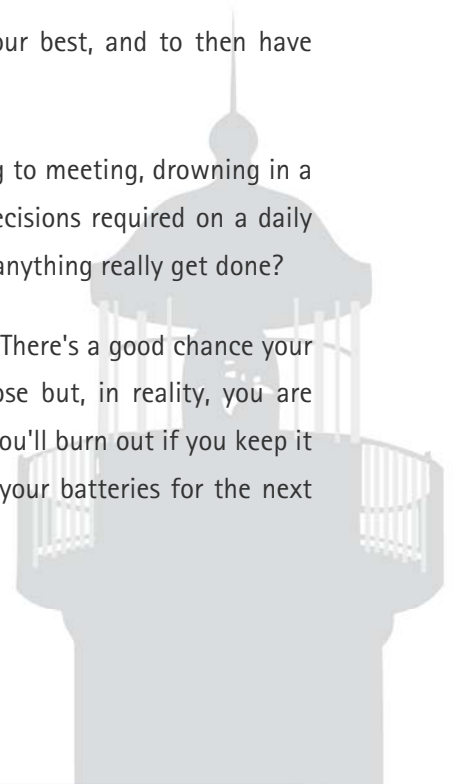 our best, and to then have
g to meeting, drowning in a
ecisions required on a daily
anything really get done?
There's a good chance your
ose but, in reality, you are
ou'll burn out if you keep it
your batteries for the next